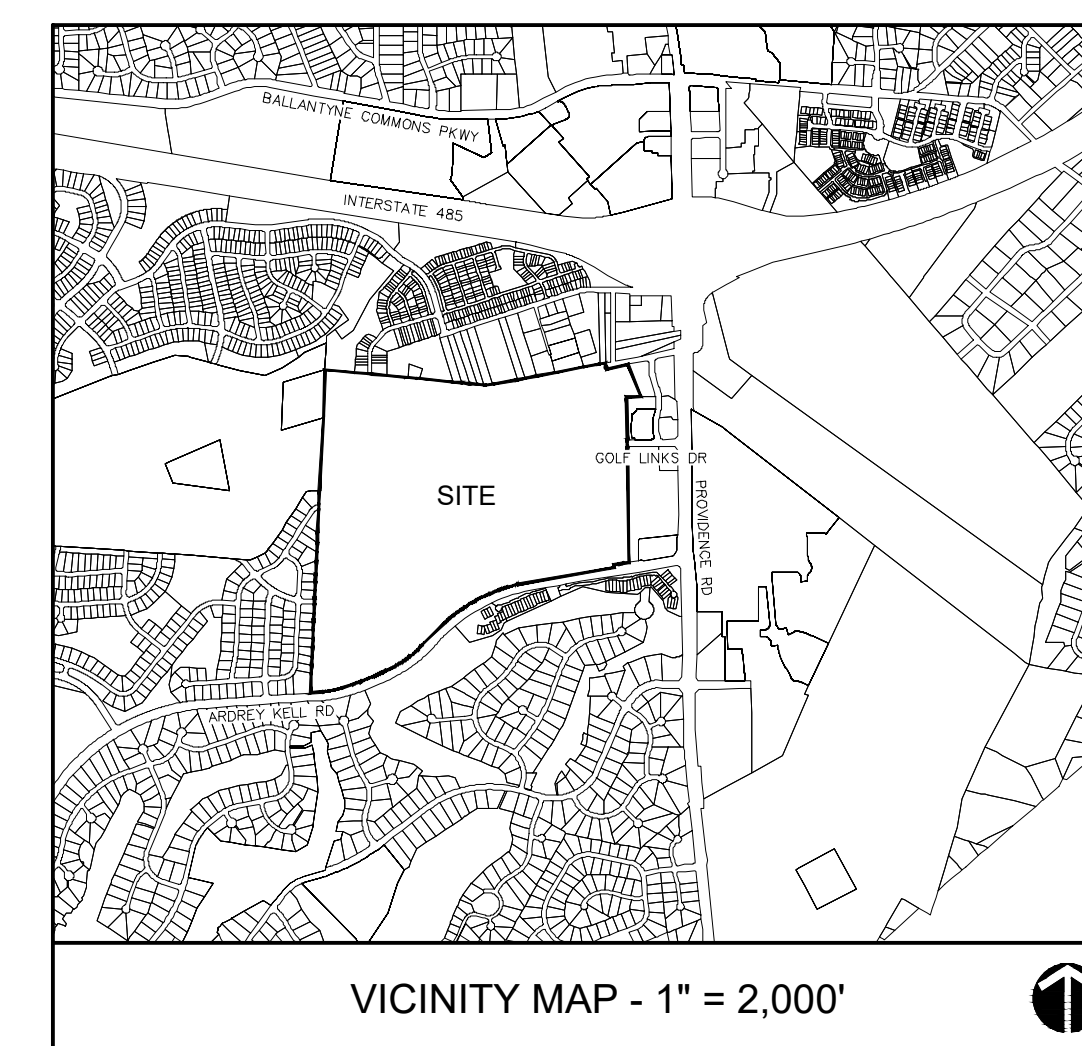 BALLANTYNE COMMONS PKWY
INTERSTATE 485
GOLF LINKS DR
SITE
PROVIDENCE RD
ARDREY KELL RD
VICINITY MAP - 1" = 2,000'